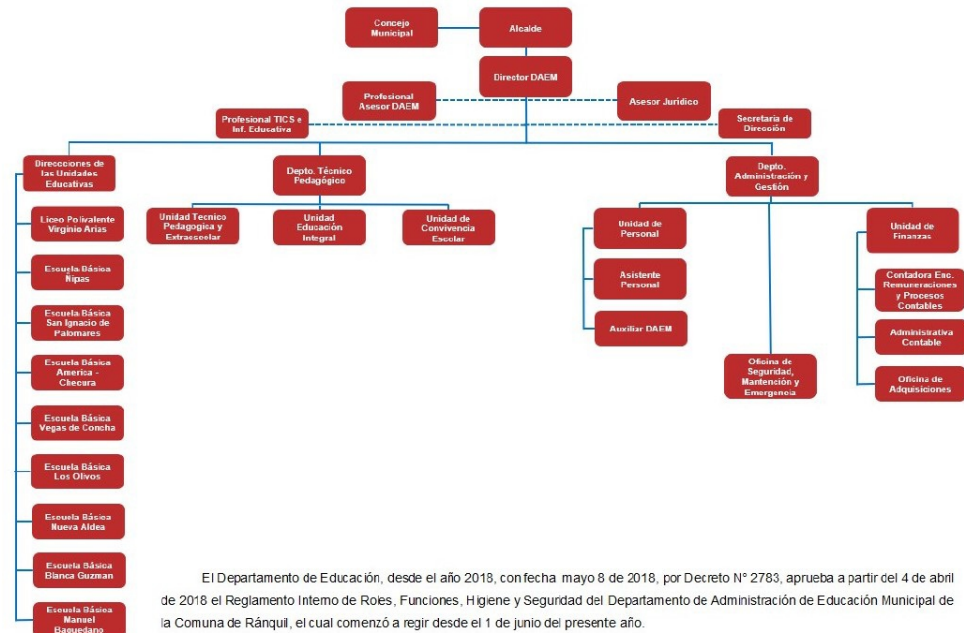 Concejo
Municipal
Alcalde
Director DAEM
Profesional
Asesor DAEM
Asesor Jurídico
Profesional TICS e
Inf. Educativa
Secretaria de
Dirección
Direcciones de
las Unidades
Educativas
Depto. Técnico
Pedagógico
Depto.
Administración y
Gestión
Liceo Polivalente
Virginio Arias
Unidad Tecnico
Pedagogica y
Extraescolar
Unidad
Educación
Integral
Unidad de
Convivencia
Escolar
Unidad de
Personal
Unidad de
Finanzas
Escuela Básica
Ñipas
Asistente
Personal
Contadora Enc.
Remuneraciones
y Procesos
Contables
Escuela Básica
San Ignacio de
Palomares
Auxiliar DAEM
Administrativa
Contable
Escuela Básica
America -
Checura
Oficina de
Seguridad,
Mantención y
Emergencia
Oficina de
Adquisiciones
Escuela Básica
Vegas de Concha
Escuela Básica
Los Olivos
Escuela Básica
Nueva Aldea
Escuela Básica
Blanca Guzman
Escuela Básica
Manuel
Baquedano
El Departamento de Educación, desde el año 2018, con fecha mayo 8 de 2018, por Decreto N° 2783, aprueba a partir del 4 de abril
de 2018 el Reglamento Interno de Roles, Funciones, Higiene y Seguridad del Departamento de Administración de Educación Municipal de
la Comuna de Ránquil, el cual comenzó a regir desde el 1 de junio del presente año.